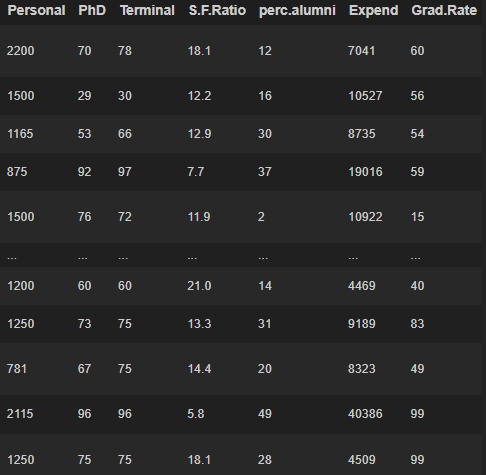 Personal PhD Terminal S.F.Ratio perc.alumni Expend Grad.Rate
2200 70 78 18.1 12 7041 60
1500 29 30 12.2 16 10527 56
1165 53 66 12.9 30 8735 54
875 92 97 7.7 37 19016 59
1500 76 72 11.9 2 10922 15
... ... ... ... ... ... ...
1200 60 60 21.0 14 4469 40
1250 73 75 13.3 31 9189 83
781 67 75 14.4 20 8323 49
2115 96 96 5.8 49 40386 99
1250 75 75 18.1 28 4509 99